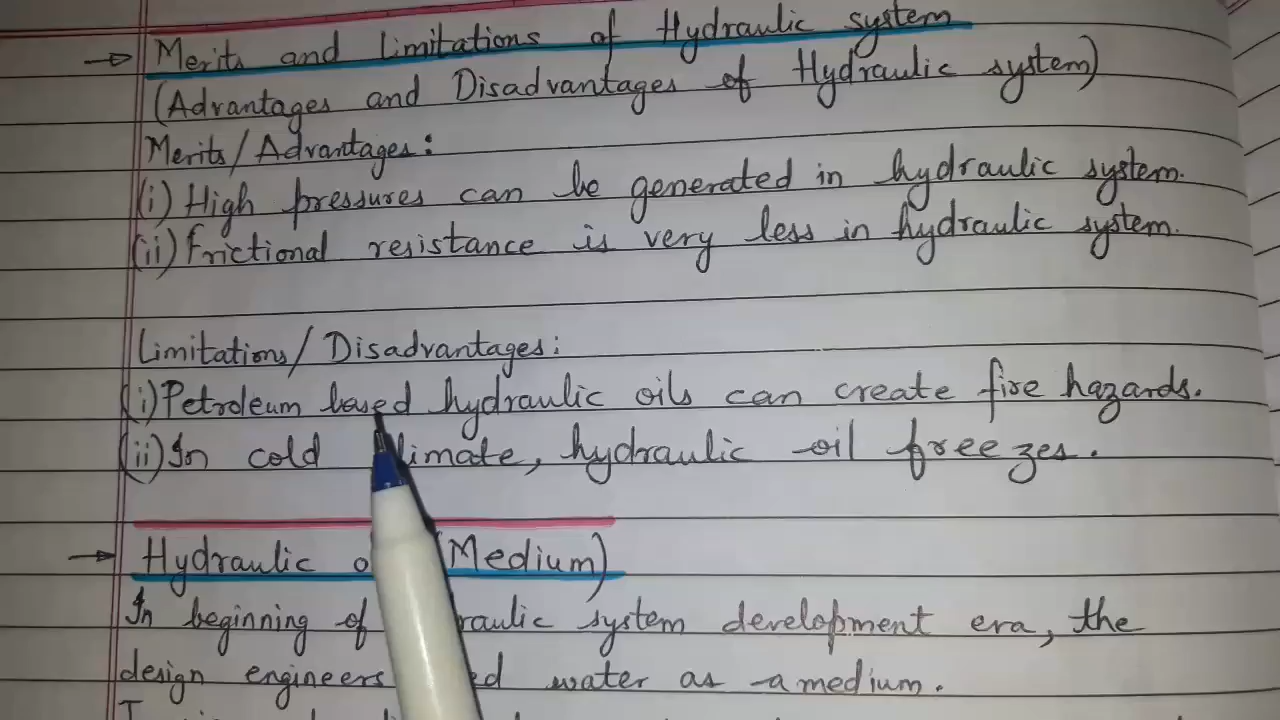 → Merits and Limitations of Hydraulic system
(Advantages and Disadvantages of Hydraulic system)
Merits/Advantages:
(i) High pressures can be generated in hydraulic system.
(ii) Frictional resistance is very less in hydraulic system.
Limitations/Disadvantages:
(i) Petroleum based hydraulic oils can create fire hazards.
(ii) In cold limate, hydraulic oil freezes.
→ Hydraulic o (Medium)
In beginning of raulic system development era, the
design engineers ed water as a medium.